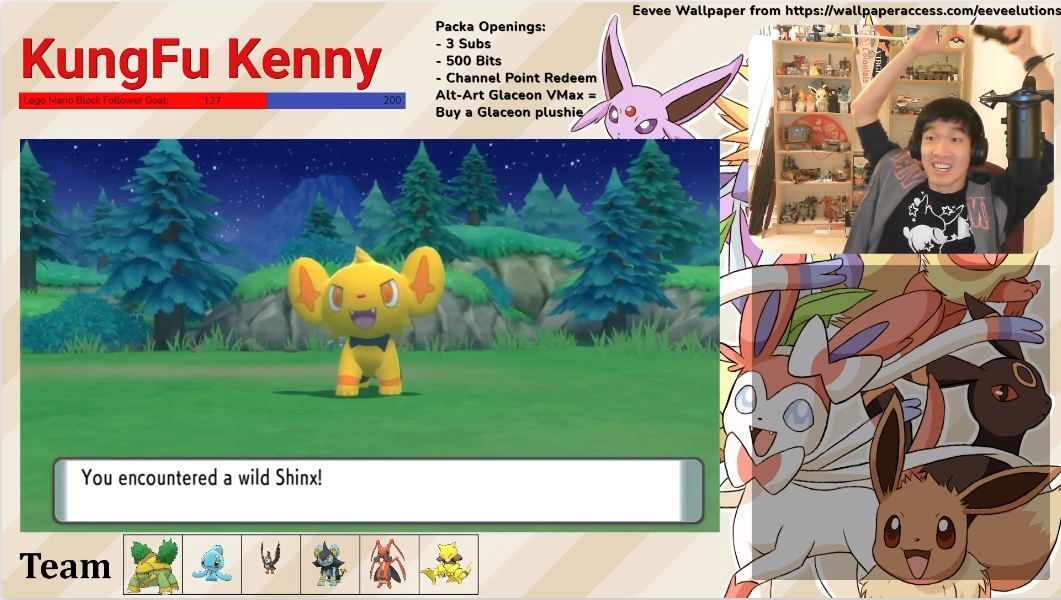 Eevee Wallpaper from https://wallpaperaccess.com/eeveelutions
KungFu Kenny
Lego Mario Block Follower Goal: 127 200
Packa Openings:
- 3 Subs
- 500 Bits
- Channel Point Redeem
Alt-Art Glaceon VMax =
Buy a Glaceon plushie
You encountered a wild Shinx!
Team